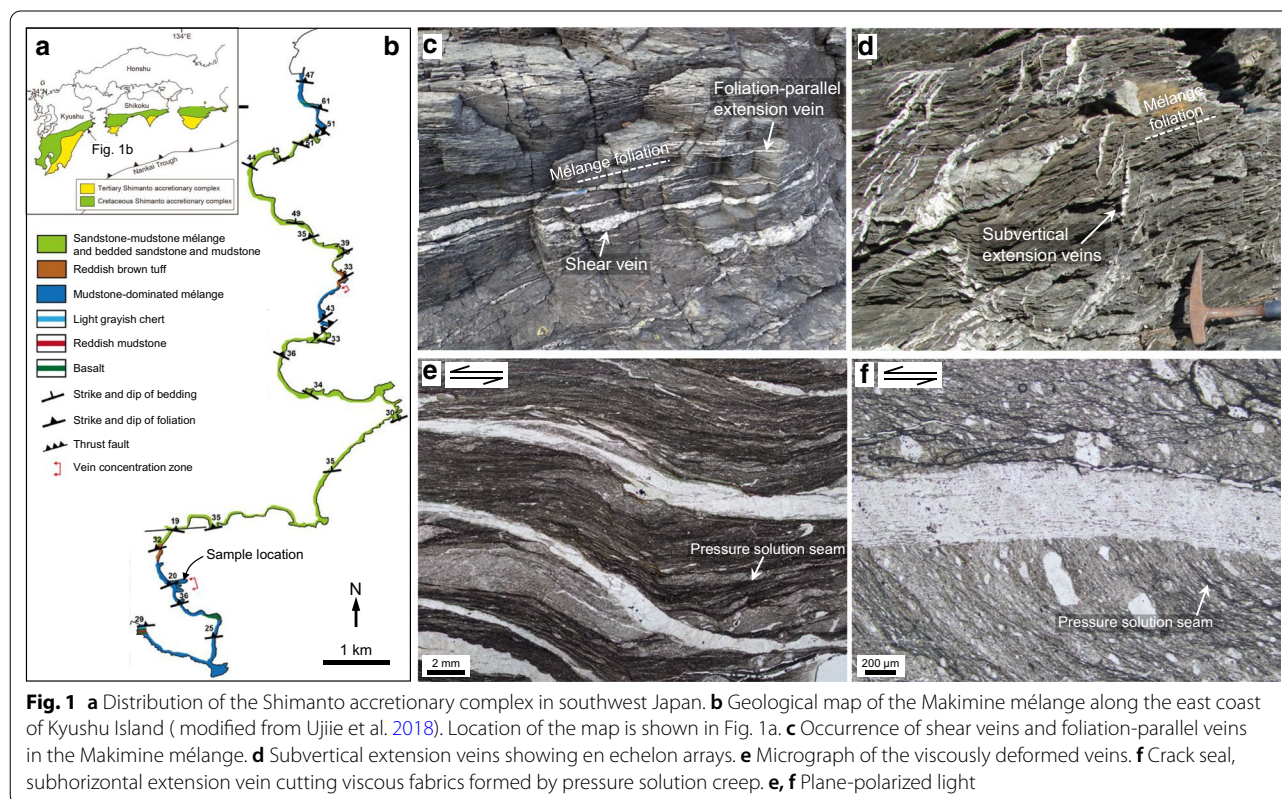 a
134°E
Honshu
34°N
Shikoku
Kyushu
Fig. 1b
Nankai Trough
Tertiary Shimanto accretionary complex
Cretaceous Shimanto accretionary complex
Sandstone-mudstone mélange
and bedded sandstone and mudstone
Reddish brown tuff
Mudstone-dominated mélange
Light grayish chert
Reddish mudstone
Basalt
Strike and dip of bedding
Strike and dip of foliation
Thrust fault
Vein concentration zone
b
47
61
51
51
43
44
49
35
39
33
43
33
36
34
30
35
19
35
32
Sample location
20
36
29
25
N
1 km
c
Foliation-parallel
extension vein
Mélange foliation
Shear vein
d
Mélange
foliation
Subvertical
extension veins
e
Pressure solution seam
2 mm
f
Pressure solution seam
200 µm
Fig. 1 a Distribution of the Shimanto accretionary complex in southwest Japan. b Geological map of the Makimine mélange along the east coast
of Kyushu Island ( modified from Ujiie et al. 2018). Location of the map is shown in Fig. 1a. c Occurrence of shear veins and foliation-parallel veins
in the Makimine mélange. d Subvertical extension veins showing en echelon arrays. e Micrograph of the viscously deformed veins. f Crack seal,
subhorizontal extension vein cutting viscous fabrics formed by pressure solution creep. e, f Plane-polarized light